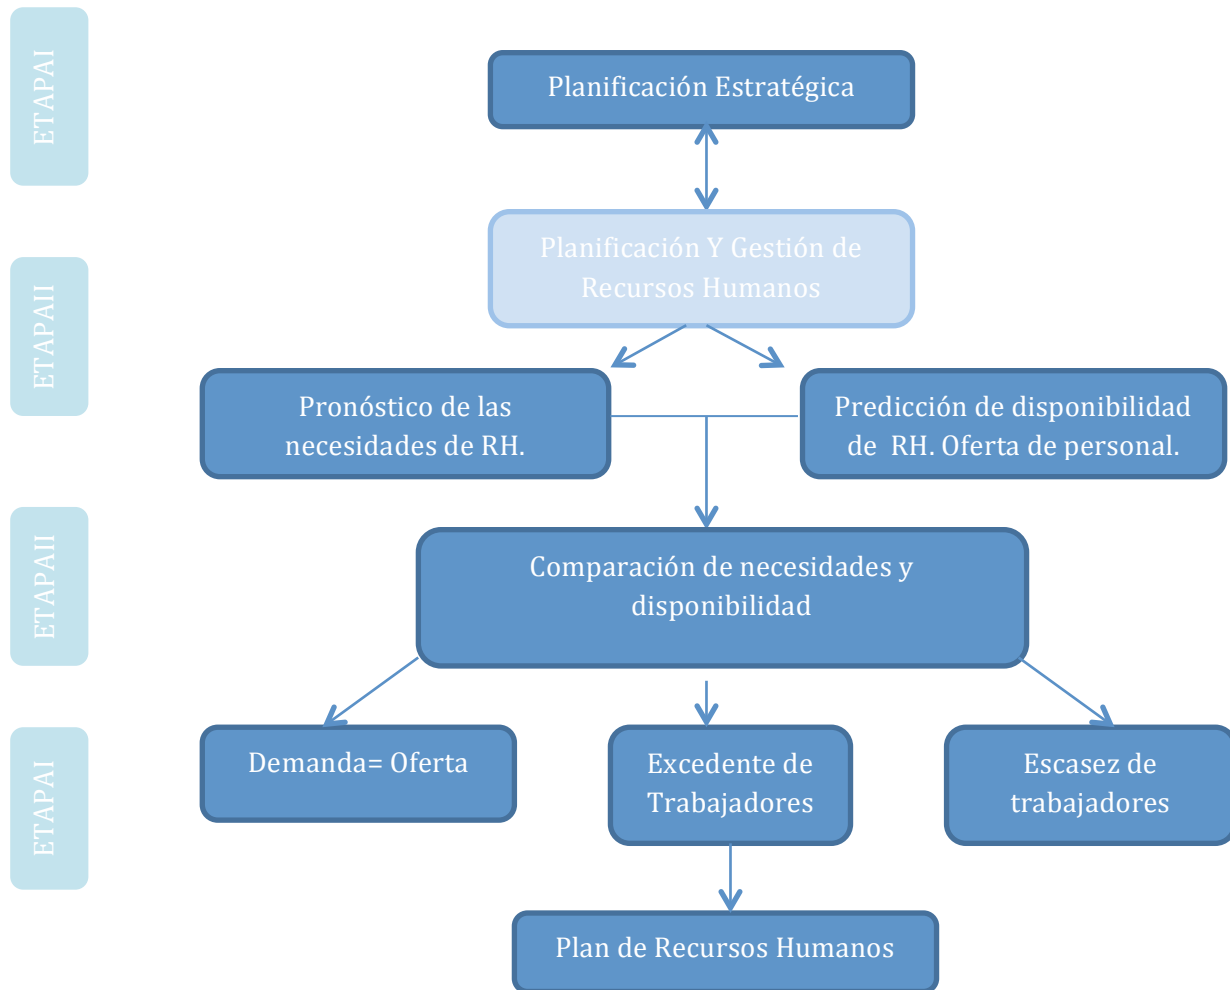 ETAPAI
Planificación Estratégica
Planificación Y Gestión de
Recursos Humanos
ETAPAII
Pronóstico de las
necesidades de RH.
Predicción de disponibilidad
de  RH. Oferta de personal.
ETAPAII
Comparación de necesidades y
disponibilidad
ETAPAI
Demanda= Oferta
Excedente de
Trabajadores
Escasez de
trabajadores
Plan de Recursos Humanos